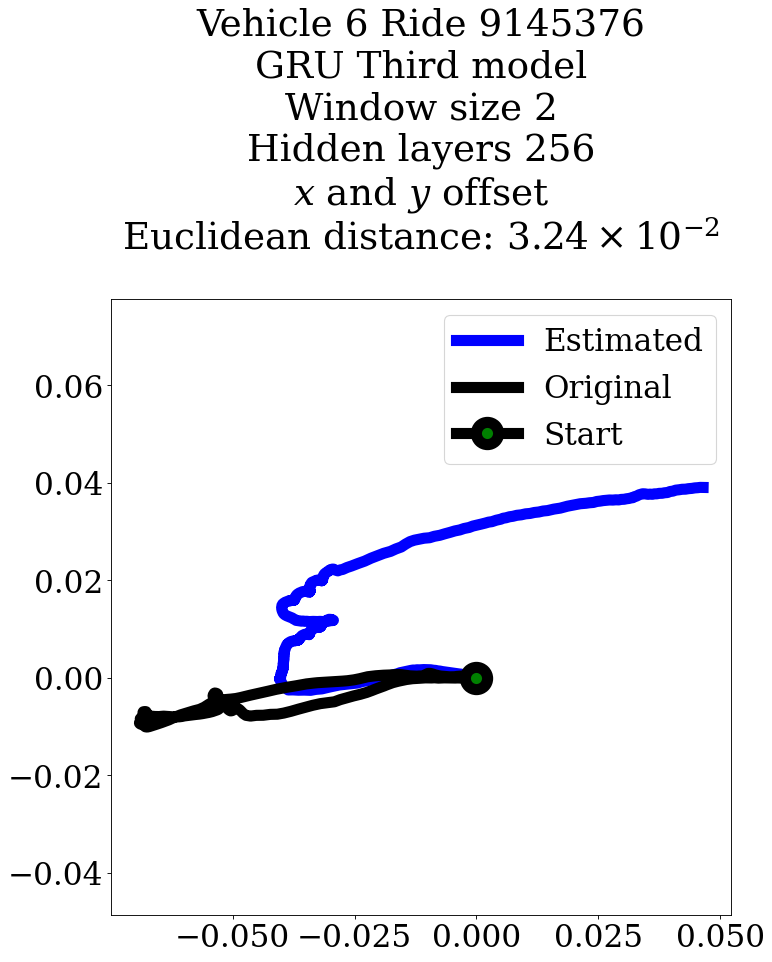 Vehicle 6 Ride 9145376
GRU Third model
Window size 2
Hidden layers 256
x and y offset
Euclidean distance: 3.24 × 10⁻²
Estimated
Original
Start
0.06
0.04
0.02
0.00
−0.02
−0.04
−0.050 −0.025 0.000 0.025 0.050